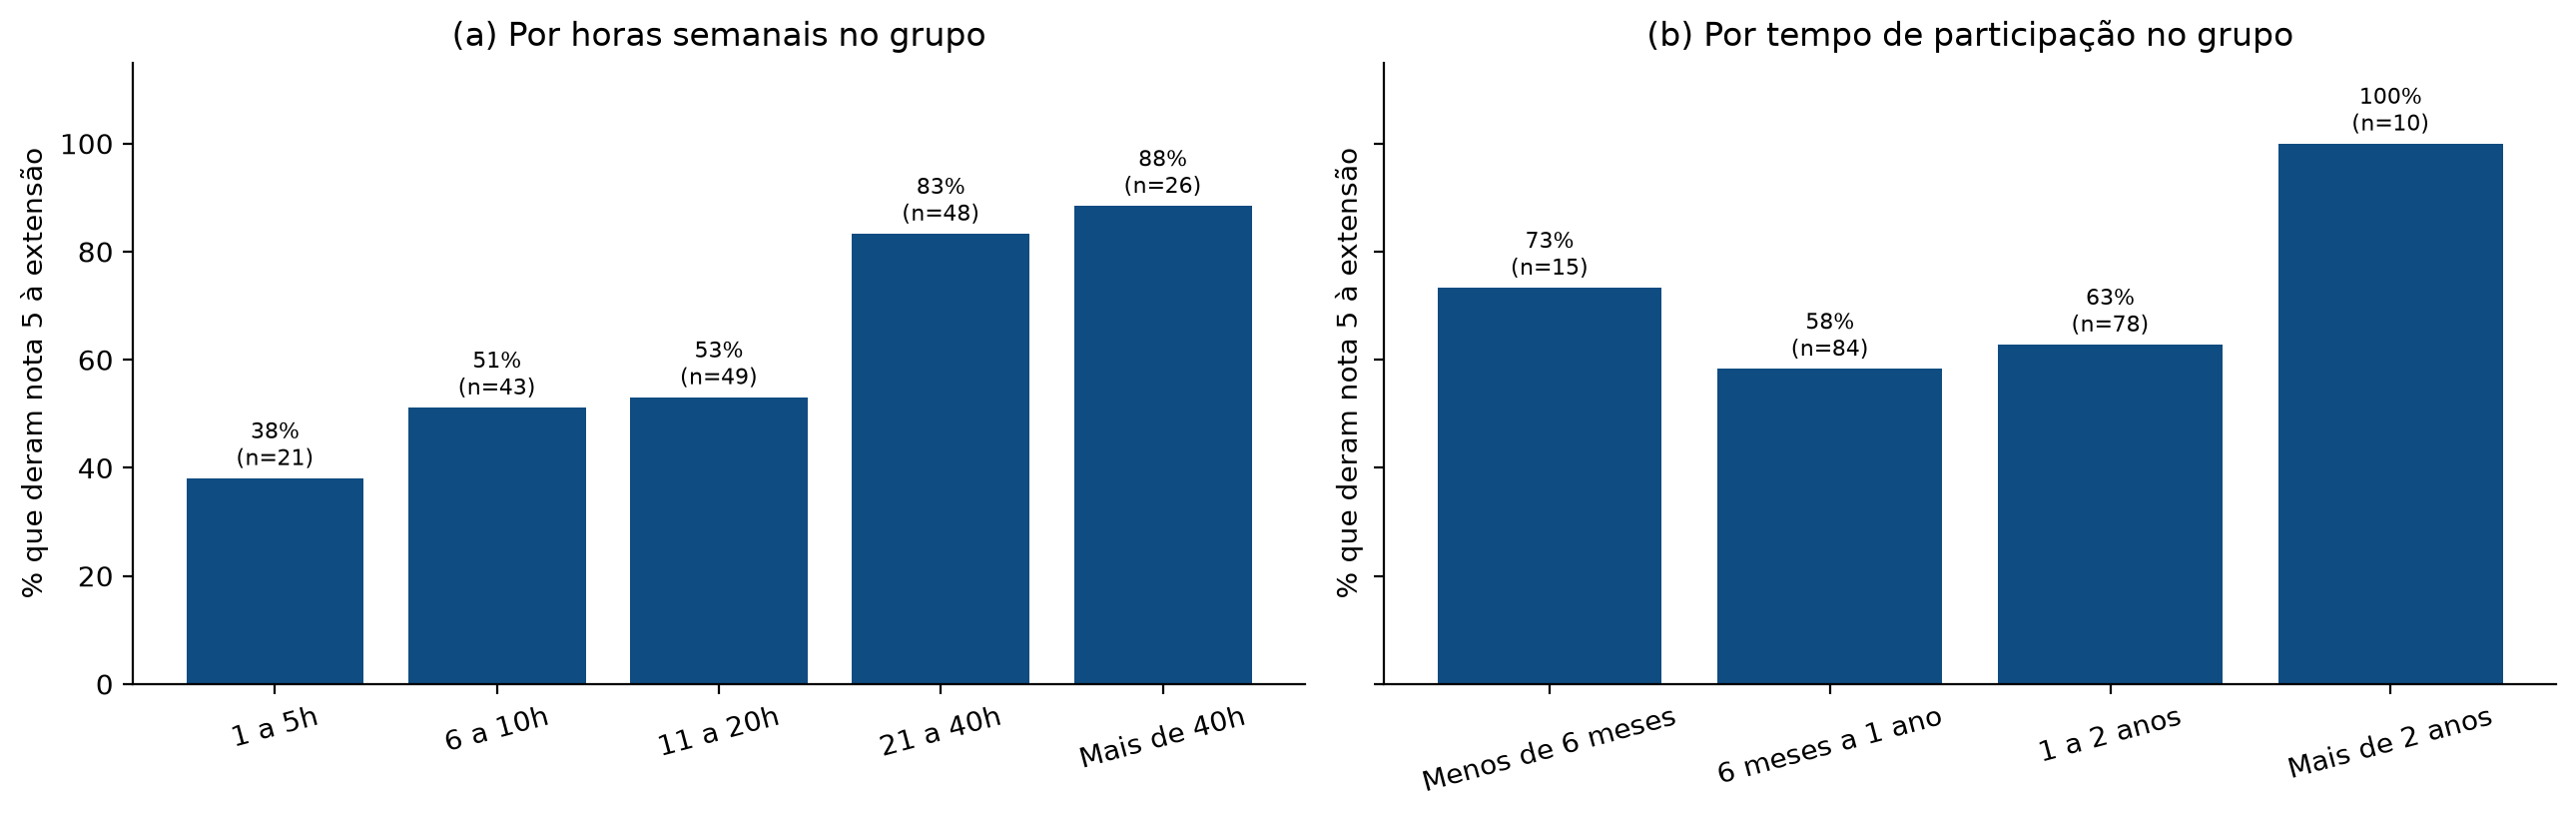 (a) Por horas semanais no grupo
% que deram nota 5 à extensão
100
80
60
40
20
0
38%
(n=21)
51%
(n=43)
53%
(n=49)
83%
(n=48)
88%
(n=26)
1 a 5h
6 a 10h
11 a 20h
21 a 40h
Mais de 40h
(b) Por tempo de participação no grupo
% que deram nota 5 à extensão
73%
(n=15)
58%
(n=84)
63%
(n=78)
100%
(n=10)
Menos de 6 meses
6 meses a 1 ano
1 a 2 anos
Mais de 2 anos